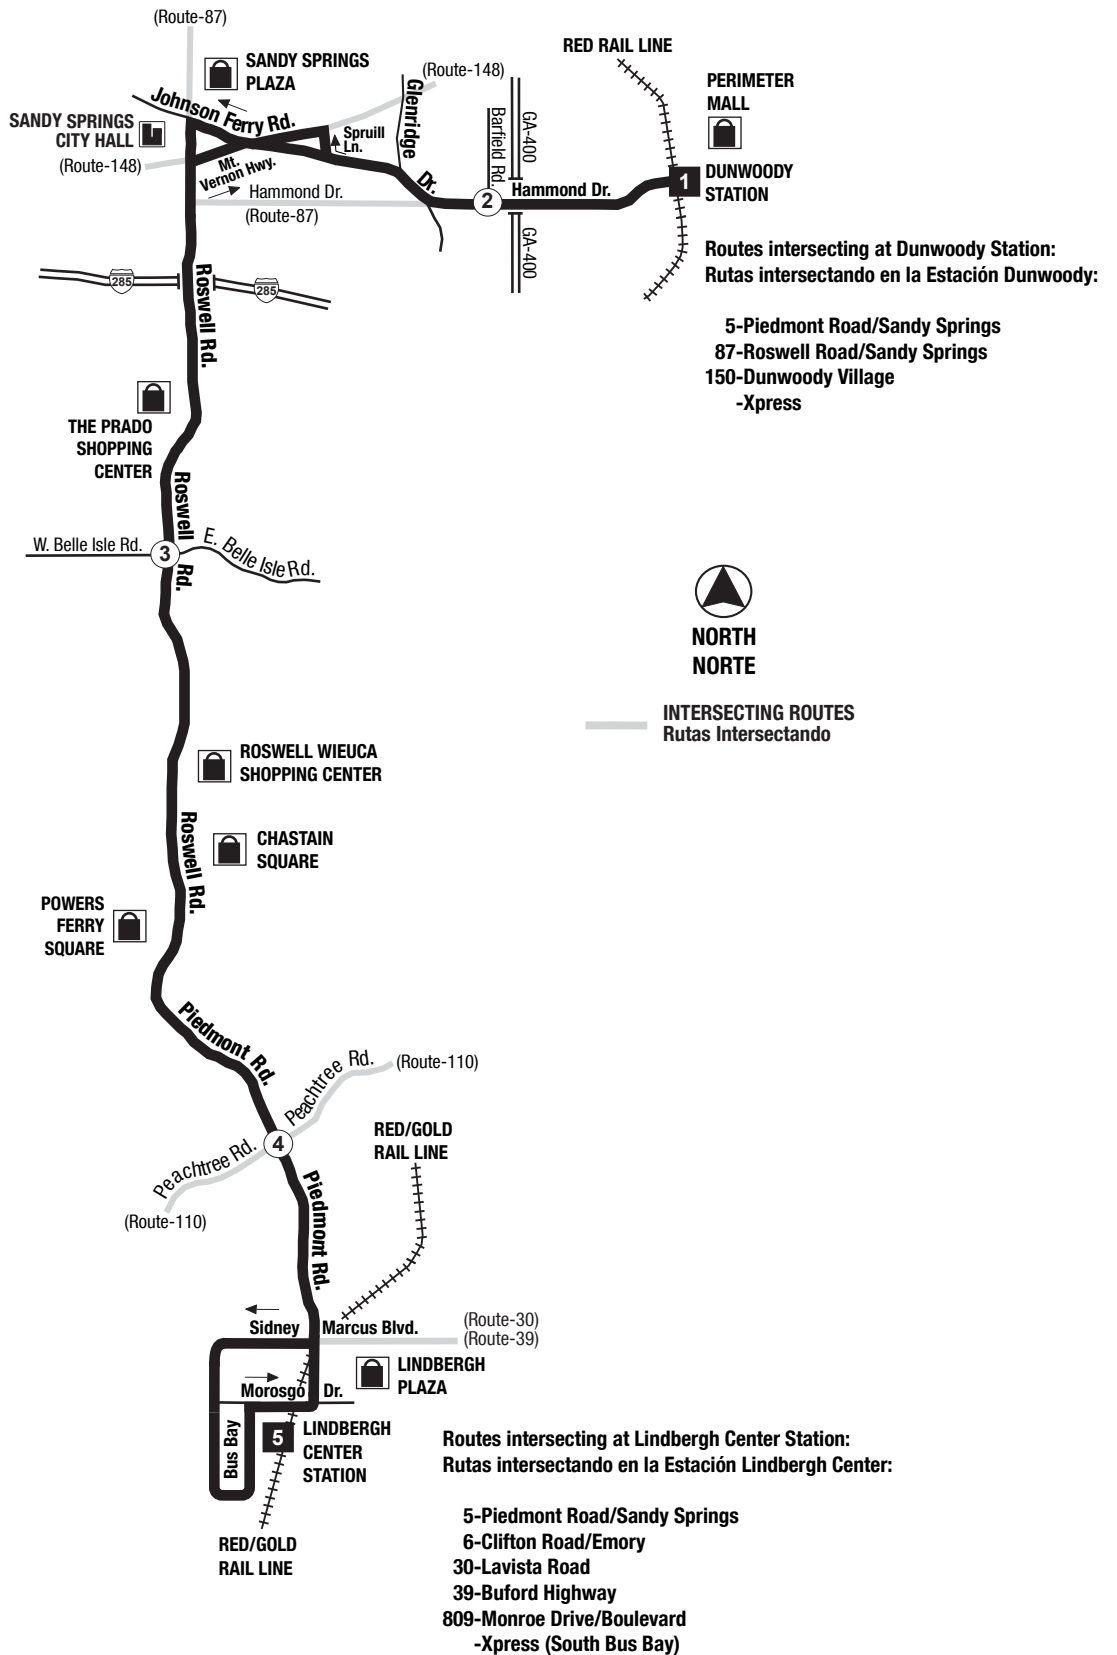 (Route-87)
SANDY SPRINGS
PLAZA
(Route-148)
RED RAIL LINE
PERIMETER
MALL
Johnson Ferry Rd.
Glenridge
Dr.
Barfield Rd.
GA-400
SANDY SPRINGS
CITY HALL
Spruill
Ln.
(Route-148)
Mt.
Vernon Hwy.
Hammond Dr.
(Route-87)
2
Hammond Dr.
1
DUNWOODY
STATION
GA-400
Routes intersecting at Dunwoody Station:
Rutas intersectando en la Estación Dunwoody:
5-Piedmont Road/Sandy Springs
87-Roswell Road/Sandy Springs
150-Dunwoody Village
-Xpress
285
285
Roswell Rd.
THE PRADO
SHOPPING
CENTER
Roswell
Rd.
W. Belle Isle Rd.
3
E. Belle Isle Rd.
NORTH
NORTE
INTERSECTING ROUTES
Rutas Intersectando
ROSWELL WIEUCA
SHOPPING CENTER
Roswell Rd.
CHASTAIN
SQUARE
POWERS
FERRY
SQUARE
Piedmont Rd.
Peachtree Rd.
(Route-110)
4
Peachtree Rd.
(Route-110)
RED/GOLD
RAIL LINE
Piedmont Rd.
Sidney
Marcus Blvd.
(Route-30)
(Route-39)
LINDBERGH
PLAZA
Morosgo
Dr.
Bus Bay
5
LINDBERGH
CENTER
STATION
RED/GOLD
RAIL LINE
Routes intersecting at Lindbergh Center Station:
Rutas intersectando en la Estación Lindbergh Center:
5-Piedmont Road/Sandy Springs
6-Clifton Road/Emory
30-Lavista Road
39-Buford Highway
809-Monroe Drive/Boulevard
-Xpress (South Bus Bay)